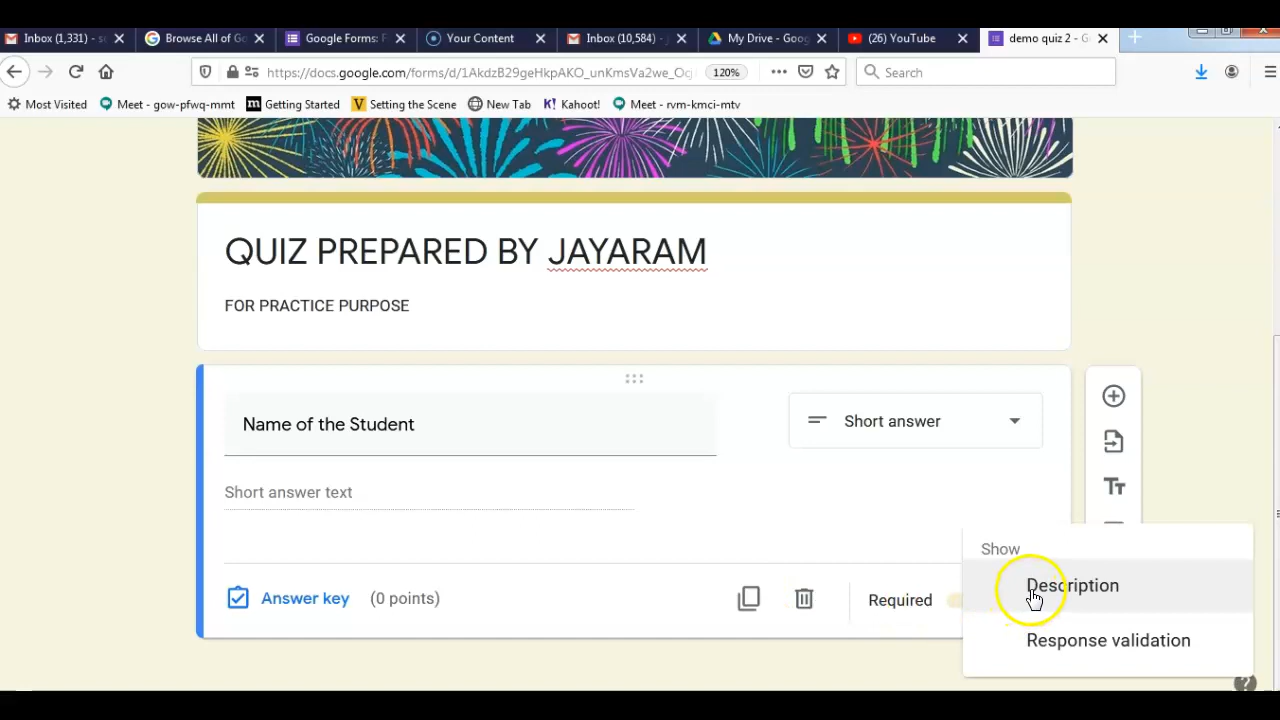 Inbox (1,331) - se
Browse All of Go
Google Forms: F
Your Content
Inbox (10,584) - j
My Drive - Goog
(26) YouTube
demo quiz 2 - G
https://docs.google.com/forms/d/1AkdzB29geHkpAKO_unKmsVa2we_Og
120%
Search
Most Visited
Meet - gow-pfwq-mmt
Getting Started
Setting the Scene
New Tab
Kahoot!
Meet - rvm-kmci-mtv
QUIZ PREPARED BY JAYARAM
FOR PRACTICE PURPOSE
Name of the Student
Short answer
Short answer text
Show
Description
Answer key (0 points)
Required
Response validation